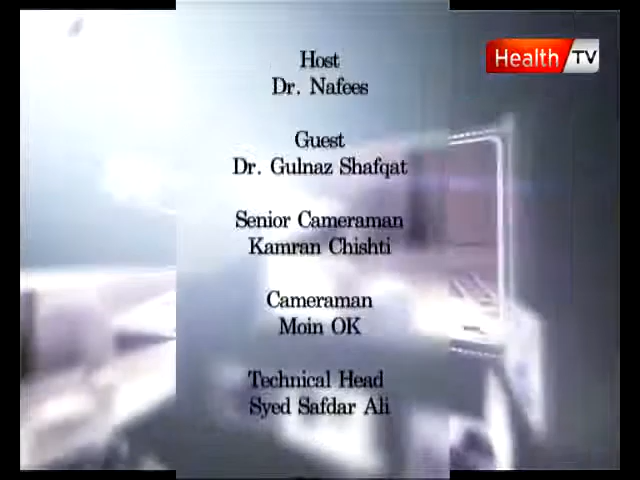 Health TV
Host
Dr. Nafees
Guest
Dr. Gulnaz Shafqat
Senior Cameraman
Kamran Chishti
Cameraman
Moin OK
Technical Head
Syed Safdar Ali